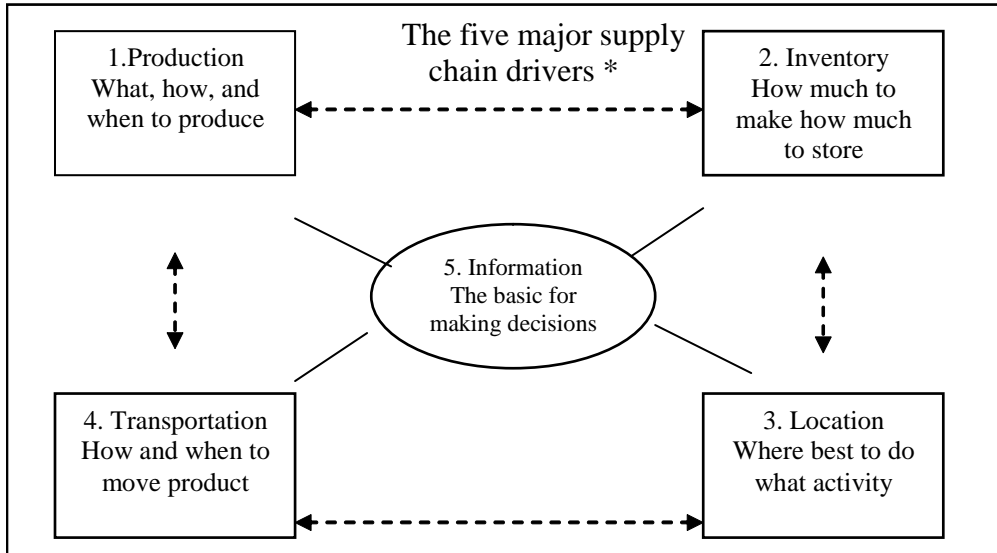 The five major supply
chain drivers *
1.Production
What, how, and
when to produce
2. Inventory
How much to
make how much
to store
5. Information
The basic for
making decisions
4. Transportation
How and when to
move product
3. Location
Where best to do
what activity